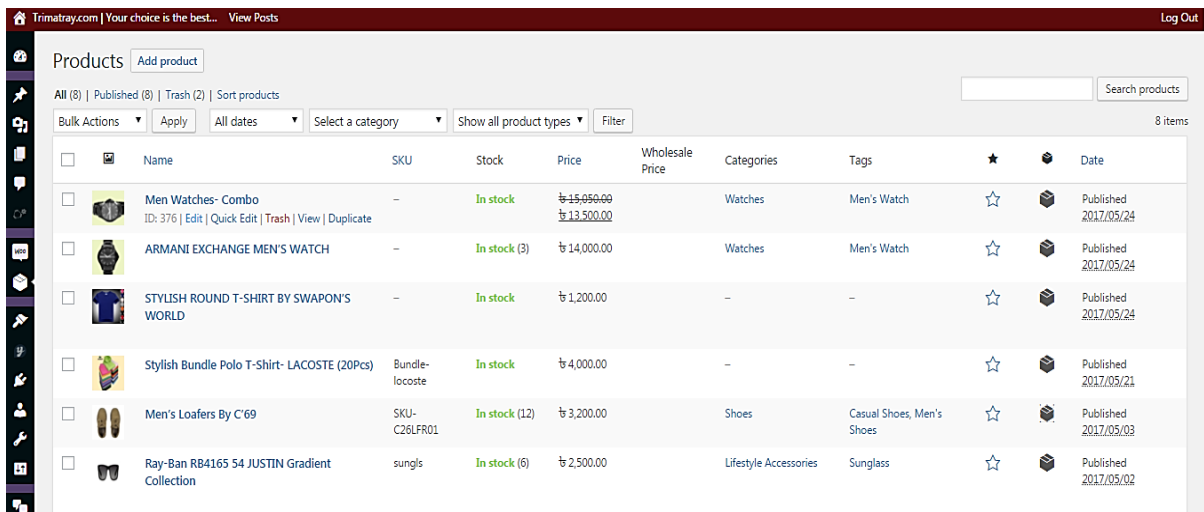 Trimatray.com | Your choice is the best... View Posts Log Out
Products Add product
All (8) | Published (8) | Trash (2) | Sort products Search products
Bulk Actions Apply All dates Select a category Show all product types Filter 8 items
Name SKU Stock Price Wholesale Price Categories Tags Date
Men Watches- Combo – In stock ৳ 15,050.00 Watches Men's Watch Published
ID: 376 | Edit | Quick Edit | Trash | View | Duplicate ৳ 13,500.00 2017/05/24
ARMANI EXCHANGE MEN'S WATCH – In stock (3) ৳ 14,000.00 Watches Men's Watch Published
2017/05/24
STYLISH ROUND T-SHIRT BY SWAPON'S – In stock ৳ 1,200.00 – – Published
WORLD 2017/05/24
Stylish Bundle Polo T-Shirt- LACOSTE (20Pcs) Bundle- In stock ৳ 4,000.00 – – Published
locoste 2017/05/21
Men's Loafers By C'69 SKU- In stock (12) ৳ 3,200.00 Shoes Casual Shoes, Men's Published
C26LFR01 Shoes 2017/05/03
Ray-Ban RB4165 54 JUSTIN Gradient sungls In stock (6) ৳ 2,500.00 Lifestyle Accessories Sunglass Published
Collection 2017/05/02